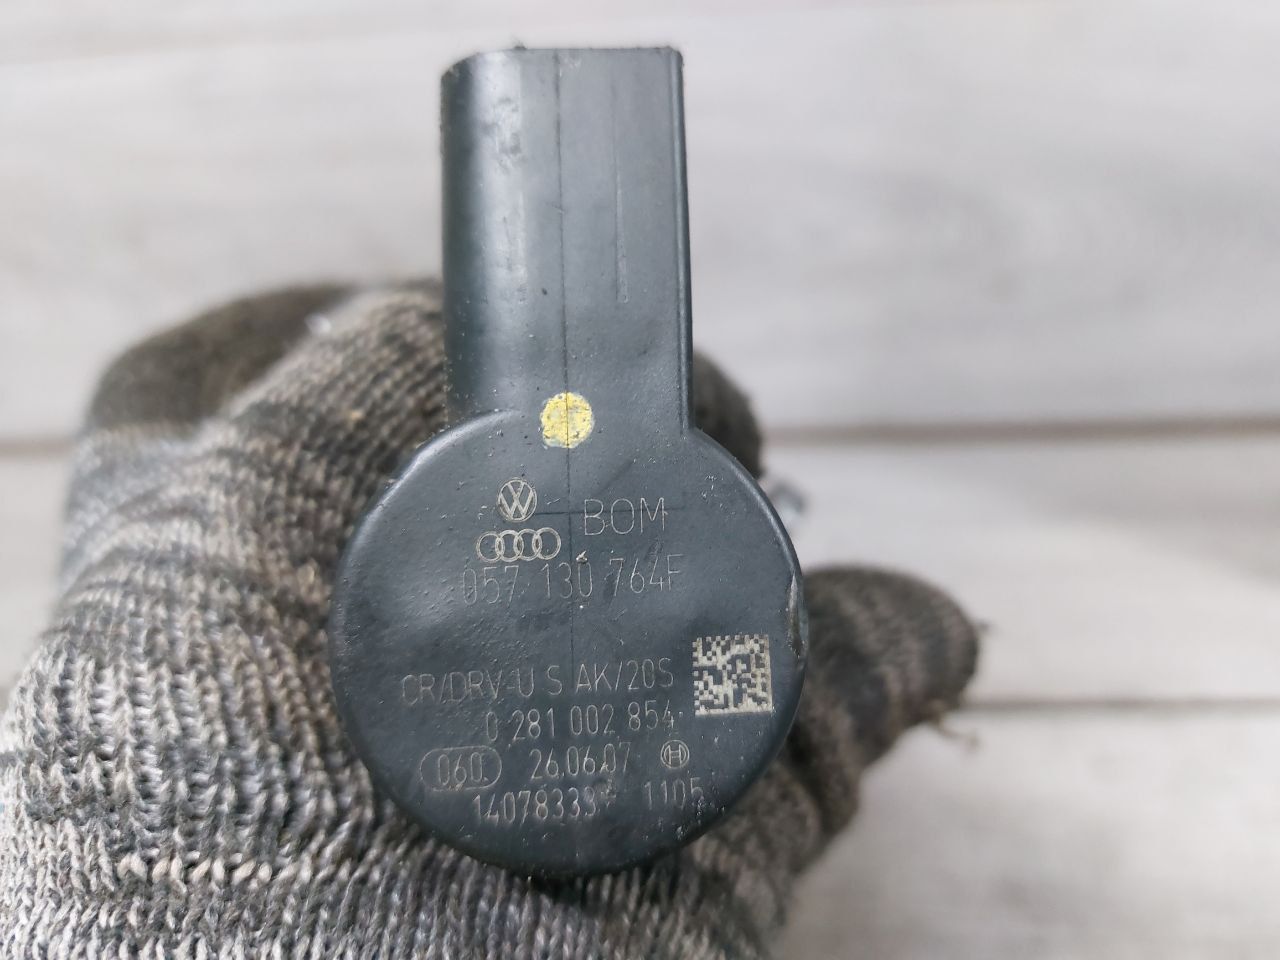 BOM
057 130 764F
CR/DRV-U S AK/20S
0 281 002 854
060 26.06.07
14078333 1105